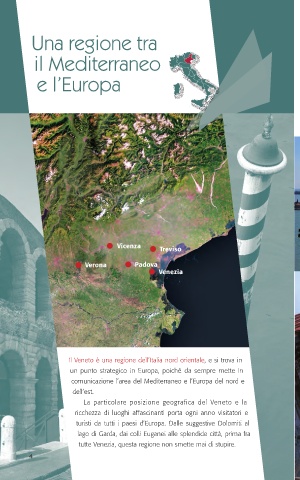 Una regione tra
il Mediterraneo
e l'Europa
Vicenza
Treviso
Verona
Padova
Venezia
Il Veneto è una regione dell'Italia nord orientale, e si trova in
un punto strategico in Europa, poiché da sempre mette in
comunicazione l'area del Mediterraneo e l'Europa del nord e
dell'est.
La particolare posizione geografica del Veneto e la
ricchezza di luoghi affascinanti porta ogni anno visitatori e
turisti da tutti i paesi d'Europa. Dalle suggestive Dolomiti al
lago di Garda, dai colli Euganei alle splendide città, prima fra
tutte Venezia, questa regione non smette mai di stupire.